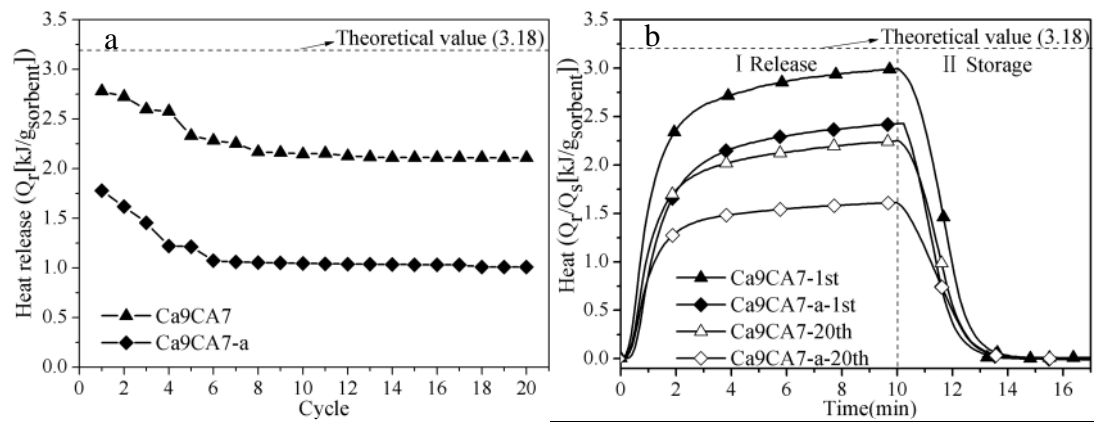 a
Theoretical value (3.18)
3.5
3.0
2.5
2.0
1.5
1.0
0.5
0.0
Heat release (Qr[kJ/gsorbent])
Ca9CA7
Ca9CA7-a
0 2 4 6 8 10 12 14 16 18 20
Cycle
b
Theoretical value (3.18)
I Release
II Storage
3.5
3.0
2.5
2.0
1.5
1.0
0.5
0.0
Heat (Qr/Qs[kJ/gsorbent])
Ca9CA7-1st
Ca9CA7-a-1st
Ca9CA7-20th
Ca9CA7-a-20th
0 2 4 6 8 10 12 14 16
Time(min)